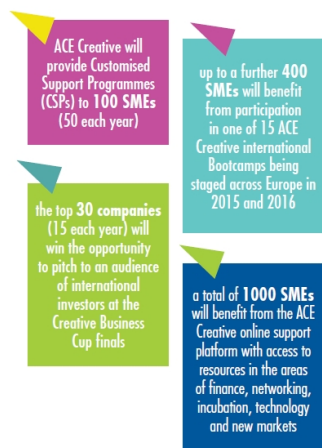 ACE Creative will
provide Customised
Support Programmes
(CSPs) to 100 SMEs
(50 each year)
up to a further 400
SMEs will benefit
from participation
in one of 15 ACE
Creative international
Bootcamps being
staged across Europe in
2015 and 2016
the top 30 companies
(15 each year) will
win the opportunity
to pitch to an audience
of international
investors at the
Creative Business
Cup finals
a total of 1000 SMEs
will benefit from the ACE
Creative online support
platform with access to
resources in the areas
of finance, networking,
incubation, technology
and new markets